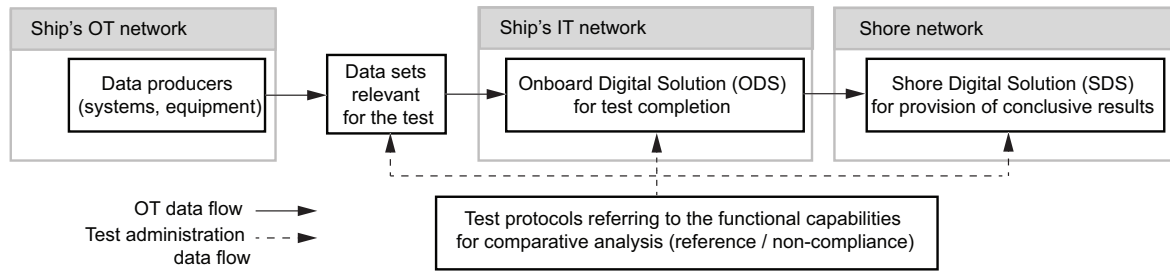 Ship's OT network
Ship's IT network
Shore network
Data producers
(systems, equipment)
Data sets
relevant
for the test
Onboard Digital Solution (ODS)
for test completion
Shore Digital Solution (SDS)
for provision of conclusive results
OT data flow
Test administration
data flow
Test protocols referring to the functional capabilities
for comparative analysis (reference / non-compliance)